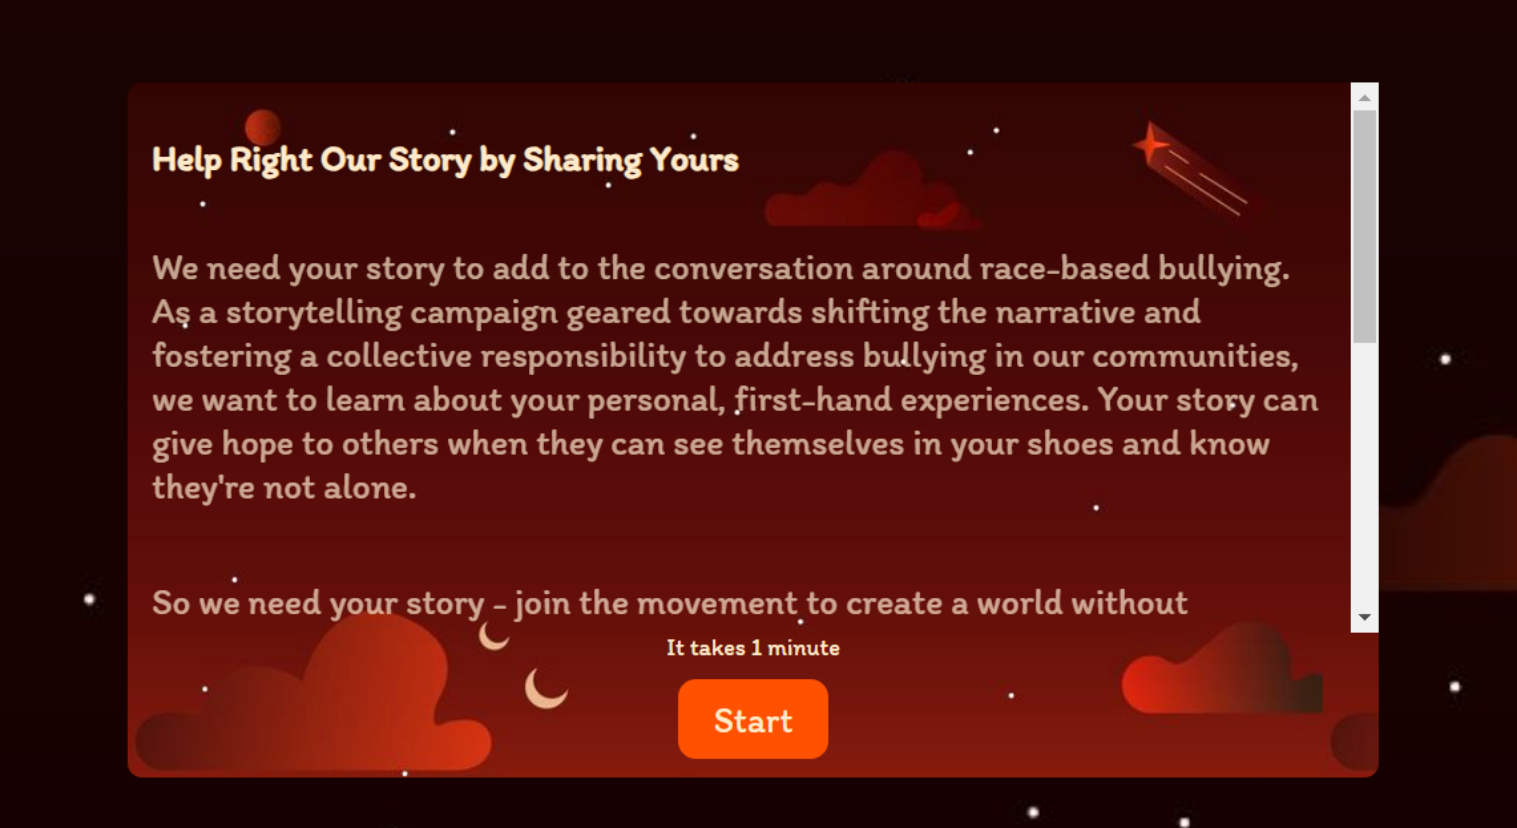 Help Right Our Story by Sharing Yours
We need your story to add to the conversation around race-based bullying.
As a storytelling campaign geared towards shifting the narrative and
fostering a collective responsibility to address bullying in our communities,
we want to learn about your personal, first-hand experiences. Your story can
give hope to others when they can see themselves in your shoes and know
they're not alone.
So we need your story - join the movement to create a world without
It takes 1 minute
Start